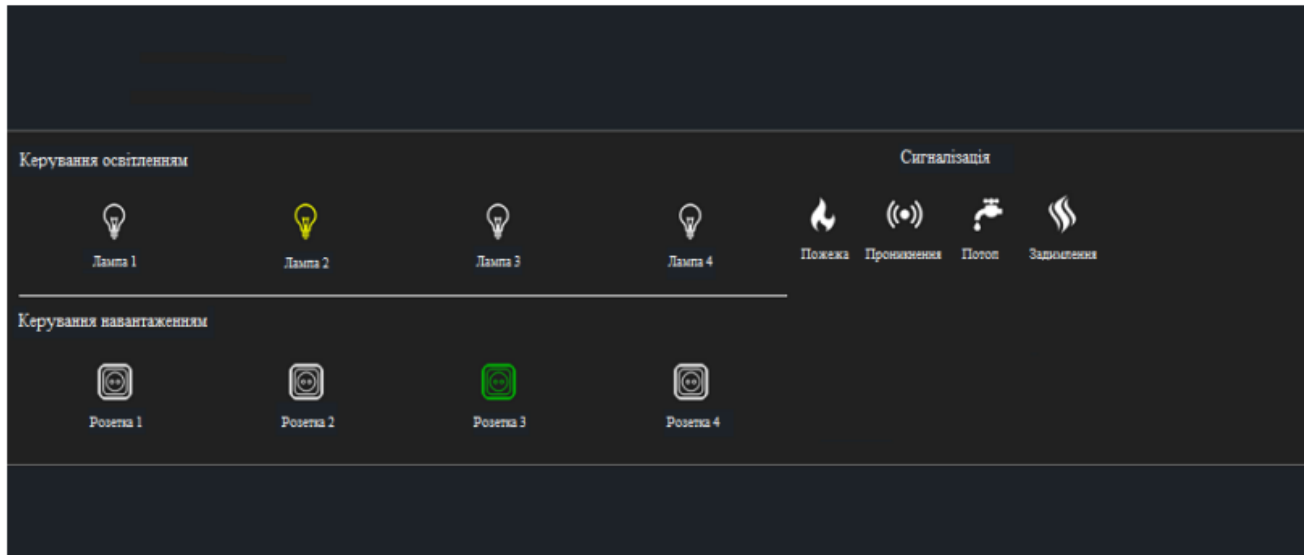 Керування освітленням
Лампа 1
Лампа 2
Лампа 3
Лампа 4
Сигналізація
Пожежа
Проникнення
Потоп
Задимлення
Керування навантаженням
Розетка 1
Розетка 2
Розетка 3
Розетка 4